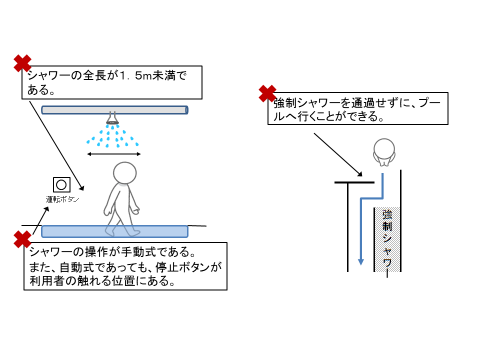 シャワーの全長が1.5m未満で
ある。
強制シャワーを通過せずに、プー
ルへ行くことができる。
運転ボタン
強制シャワー
シャワーの操作が手動式である。
また、自動式であっても、停止ボタンが
利用者の触れる位置にある。